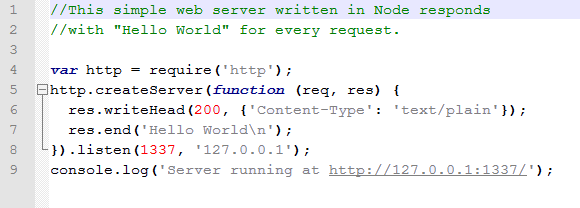 1 //This simple web server written in Node responds
2 //with "Hello World" for every request.
3
4 var http = require('http');
5 http.createServer(function (req, res) {
6   res.writeHead(200, {'Content-Type': 'text/plain'});
7   res.end('Hello World\n');
8 }).listen(1337, '127.0.0.1');
9 console.log('Server running at http://127.0.0.1:1337/');